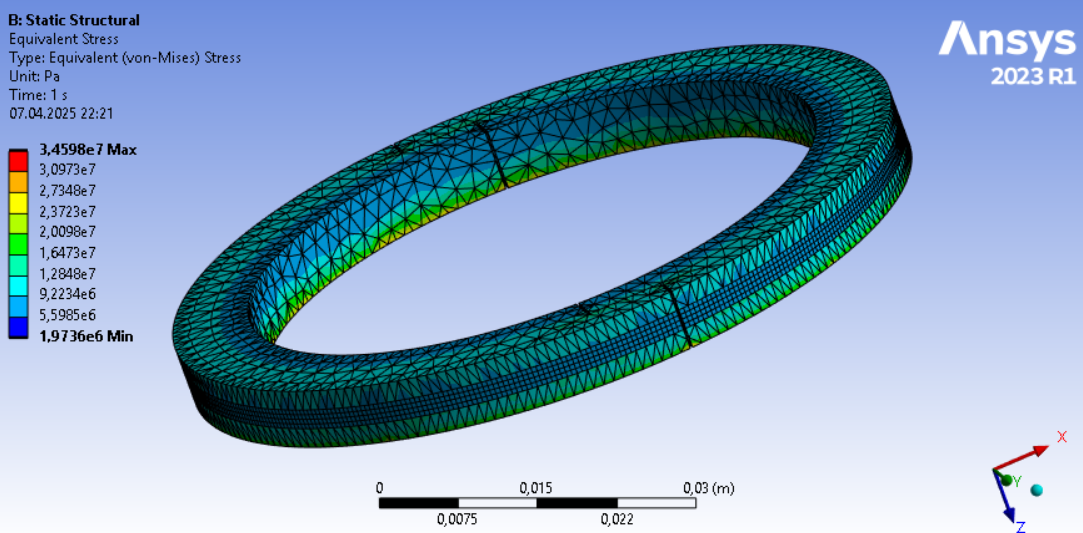 B: Static Structural
Equivalent Stress
Type: Equivalent (von-Mises) Stress
Unit: Pa
Time: 1 s
07.04.2025 22:21
3,4598e7 Max
3,0973e7
2,7348e7
2,3723e7
2,0098e7
1,6473e7
1,2848e7
9,2234e6
5,5985e6
1,9736e6 Min
Ansys
2023 R1
0 0,015 0,03 (m)
0,0075 0,022
X
Y
Z